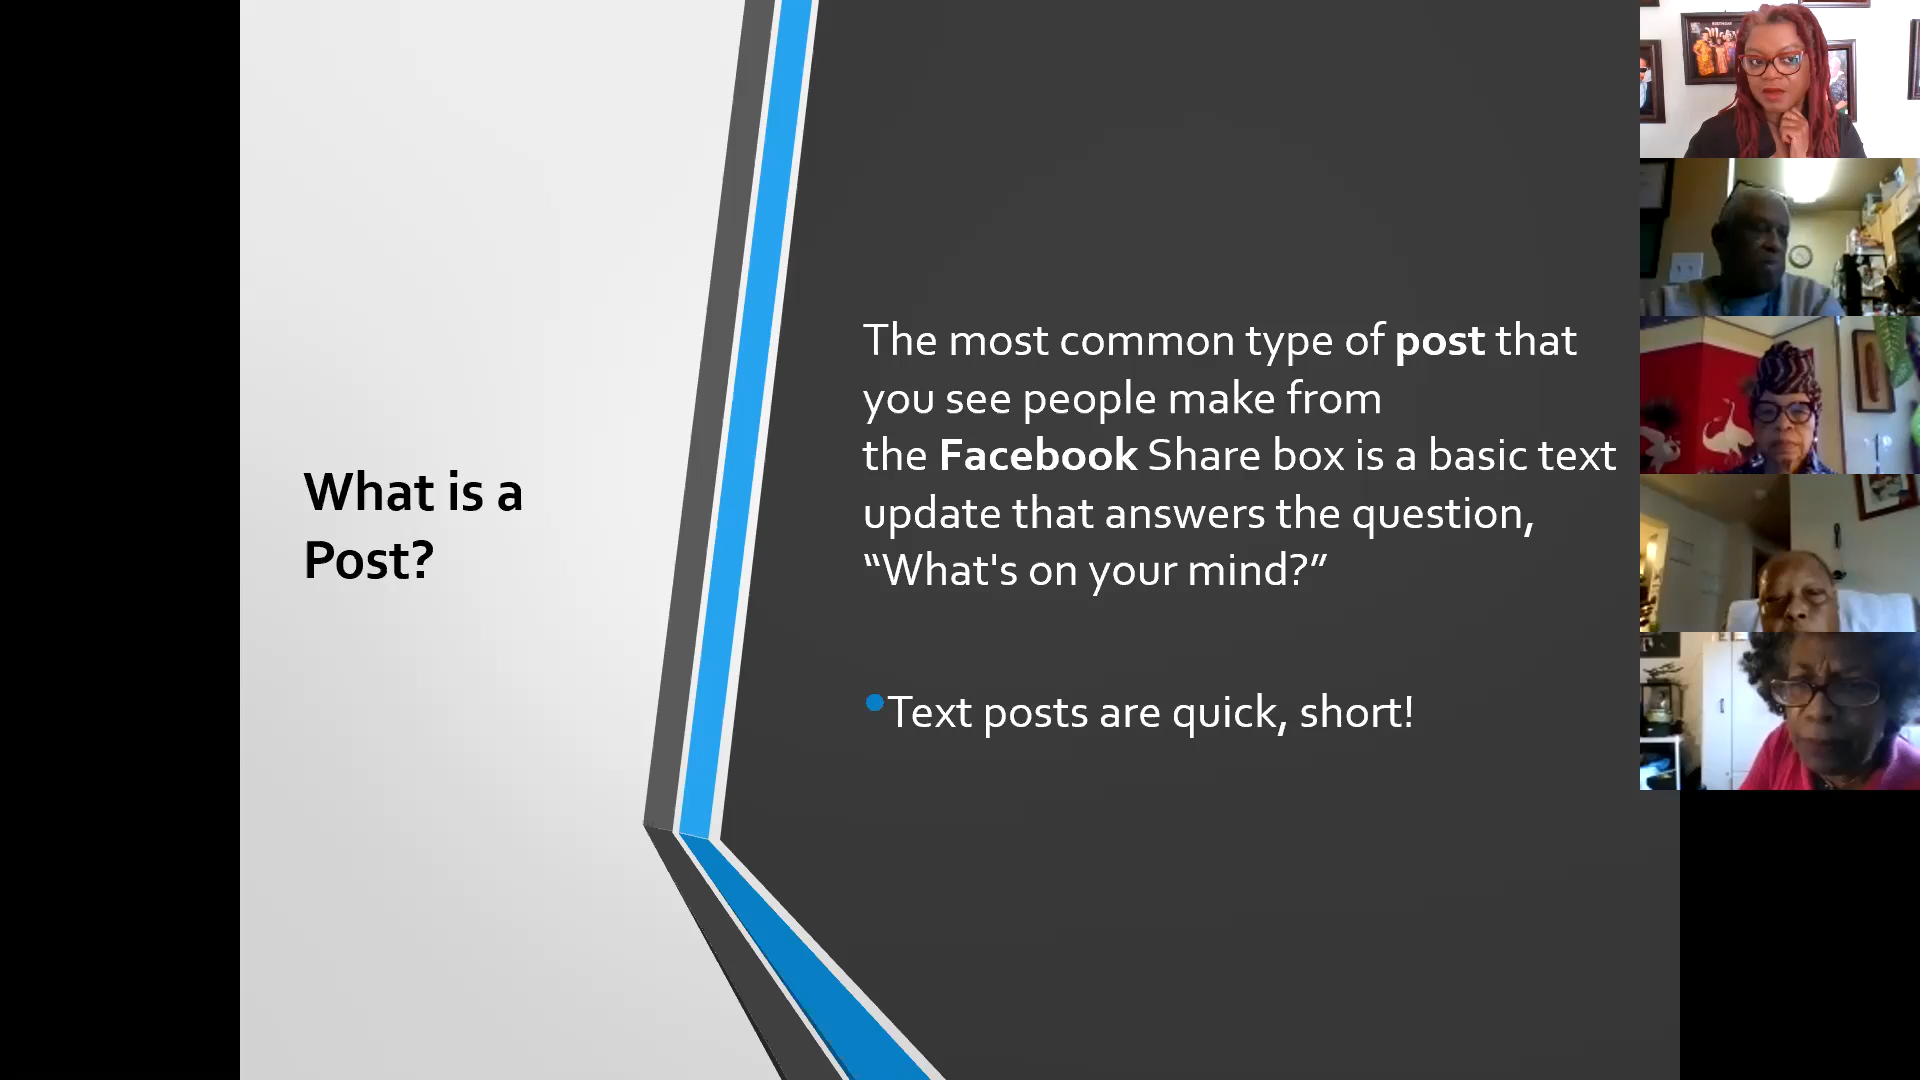 What is a
Post?
The most common type of post that
you see people make from
the Facebook Share box is a basic text
update that answers the question,
“What's on your mind?”
Text posts are quick, short!